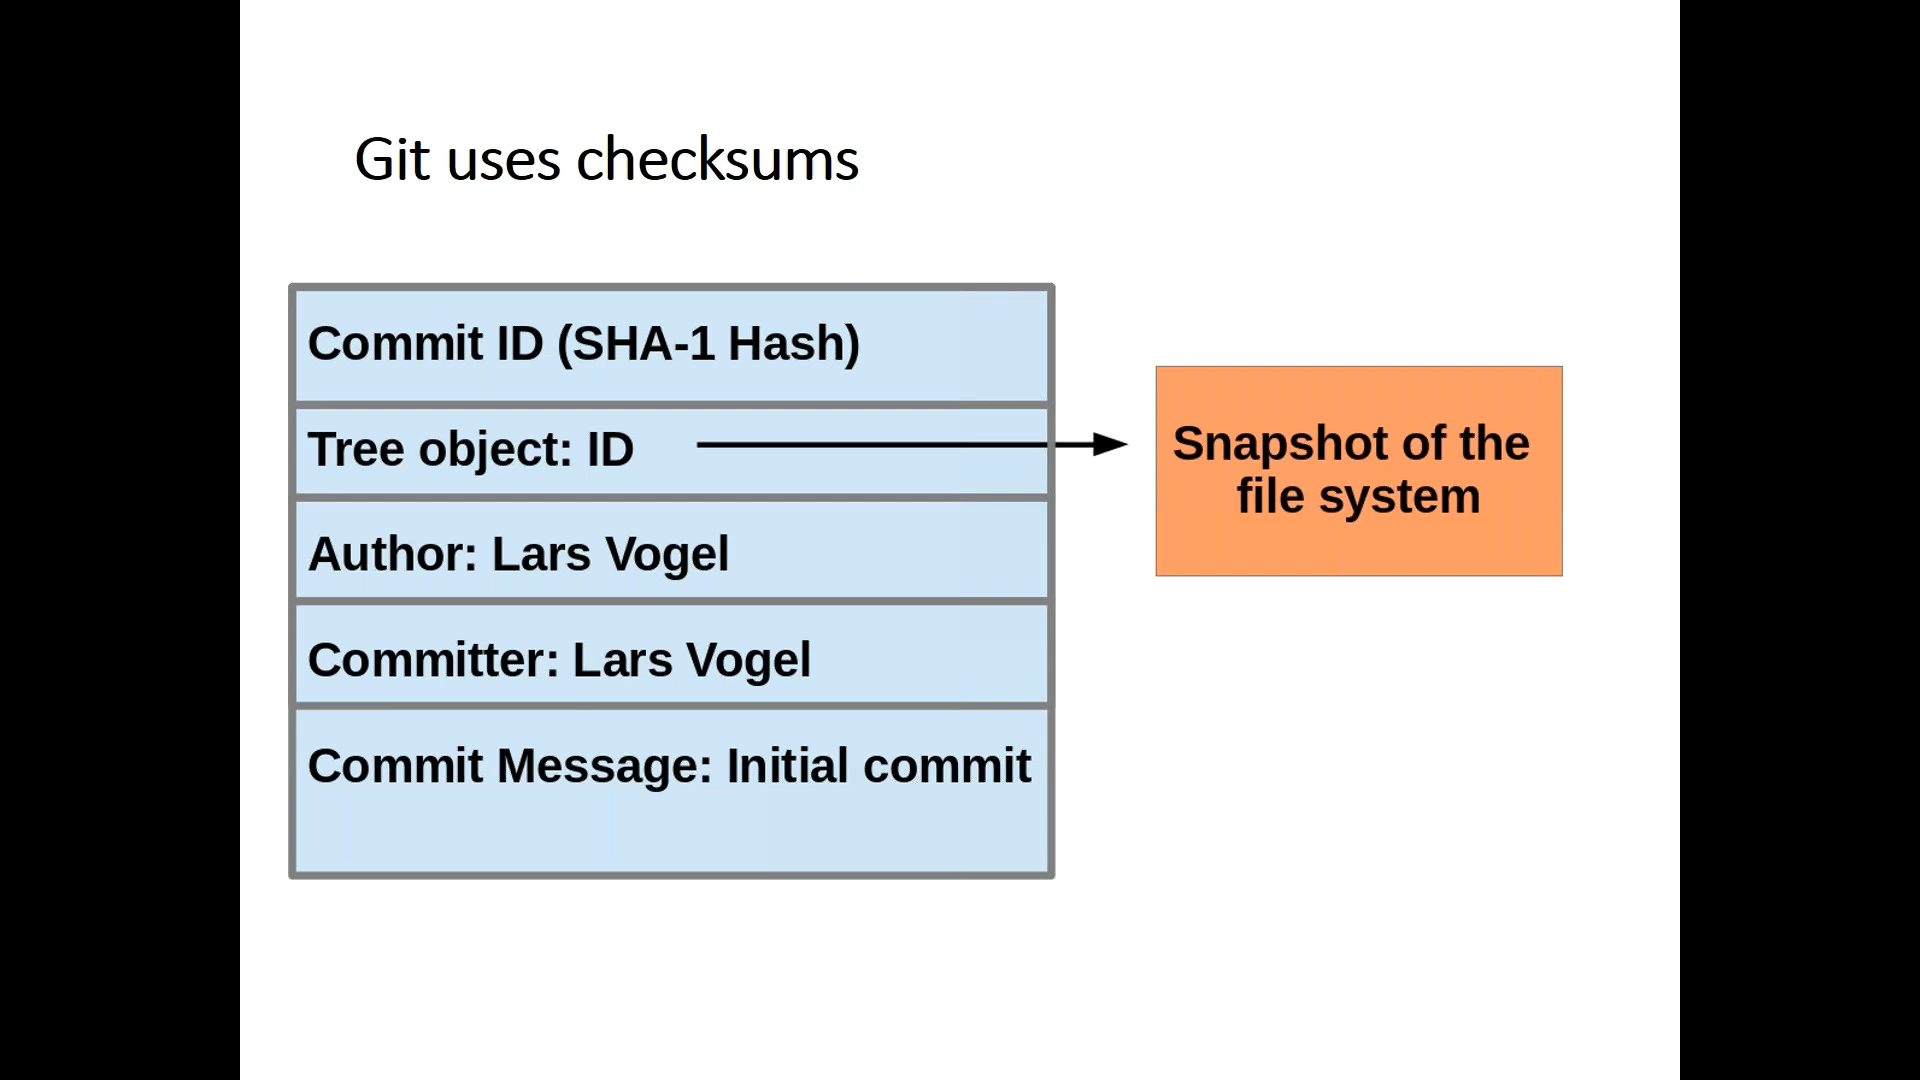 Git uses checksums
Commit ID (SHA-1 Hash)
Tree object: ID
Snapshot of the
file system
Author: Lars Vogel
Committer: Lars Vogel
Commit Message: Initial commit